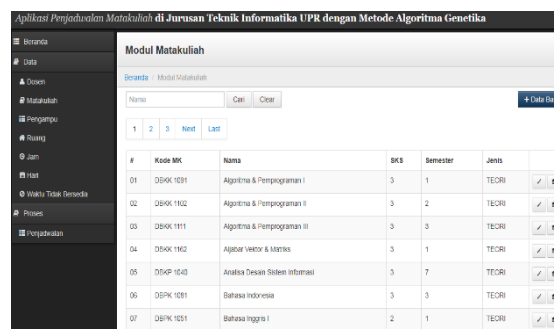 Aplikasi Penjadwalan Matakuliah di Jurusan Teknik Informatika UPR dengan Metode Algoritma Genetika
Beranda
Data
Dosen
Matakuliah
Pengampu
Ruang
Jam
Hari
Waktu Tidak Bersedia
Proses
Penjadwalan
Modul Matakuliah
Beranda / Modul Matakuliah
Nama Cari Clear + Data Ba
1 2 3 Next Last
# Kode MK Nama SKS Semester Jenis
01 DBKK 1091 Algoritma & Pemprograman I 3 1 TEORI
02 DBKK 1102 Algoritma & Pemprograman II 3 2 TEORI
03 DBKK 1111 Algoritma & Pemprograman III 3 3 TEORI
04 DBKK 1162 Aljabar Vektor & Matriks 3 1 TEORI
05 DBKP 1040 Analisa Desain Sistem Informasi 3 7 TEORI
06 DBPK 1081 Bahasa Indonesia 3 3 TEORI
07 DBPK 1051 Bahasa Inggris I 2 1 TEORI